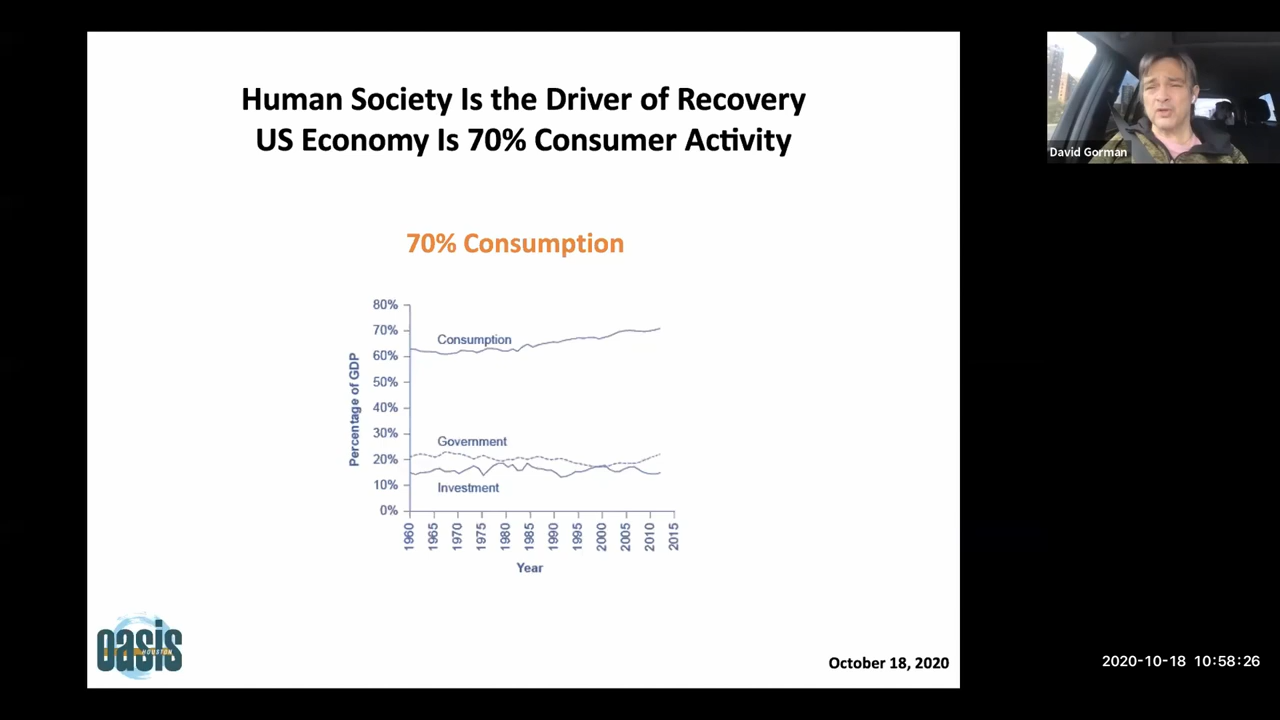 Human Society Is the Driver of Recovery
US Economy Is 70% Consumer Activity
70% Consumption
80%
70%
60%
50%
40%
30%
20%
10%
0%
Percentage of GDP
Consumption
Government
Investment
1960
1965
1970
1975
1980
1985
1990
1995
2000
2005
2010
2015
Year
oasis
HOUSTON
October 18, 2020
David Gorman
2020-10-18 10:58:26